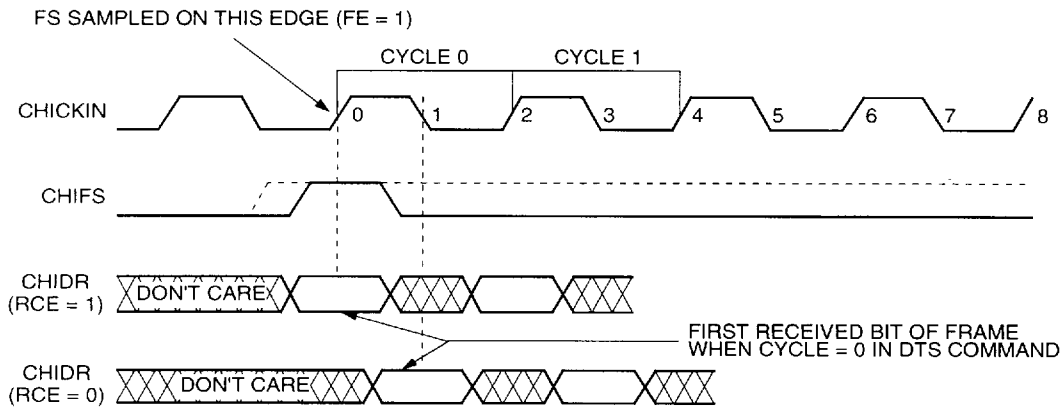 FS SAMPLED ON THIS EDGE (FE = 1)
CYCLE 0 CYCLE 1
CHICKIN
0 1 2 3 4 5 6 7 8
CHIFS
CHIDR
(RCE = 1)
DON'T CARE
FIRST RECEIVED BIT OF FRAME
WHEN CYCLE = 0 IN DTS COMMAND
CHIDR
(RCE = 0)
DON'T CARE